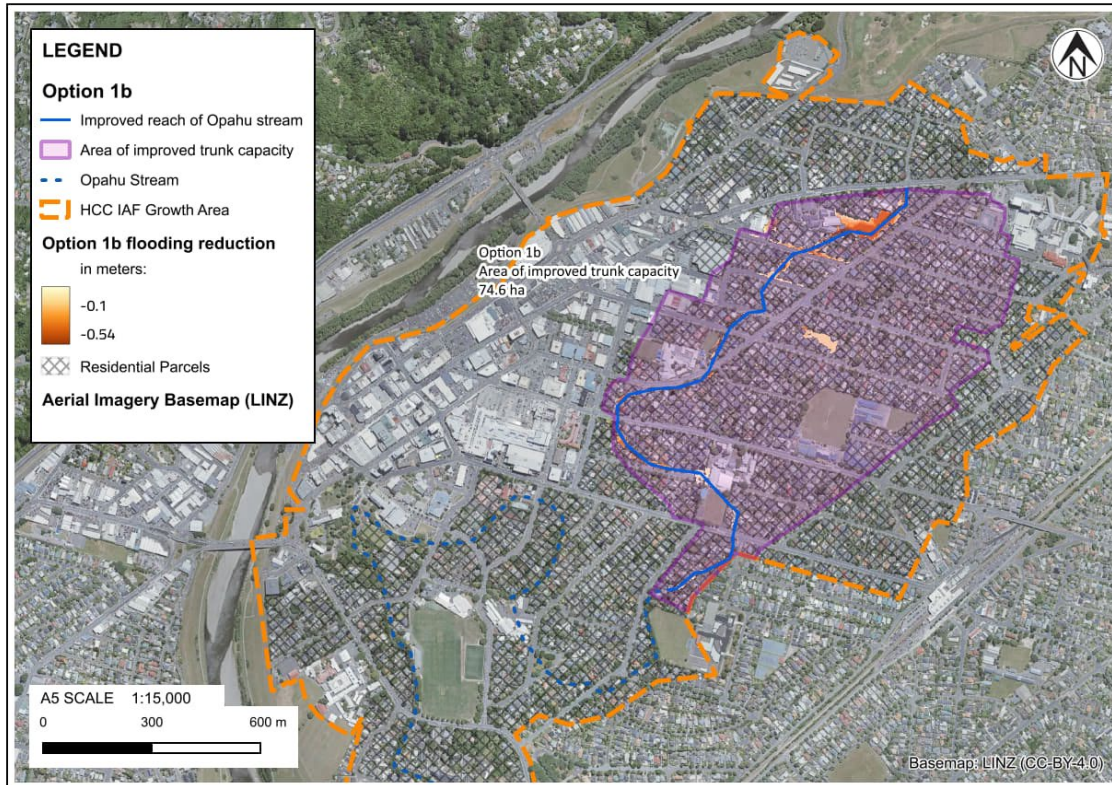 LEGEND
Option 1b
Improved reach of Opahu stream
Area of improved trunk capacity
Opahu Stream
HCC IAF Growth Area
Option 1b flooding reduction
in meters:
-0.1
-0.54
Residential Parcels
Aerial Imagery Basemap (LINZ)
N
Option 1b
Area of improved trunk capacity
74.6 ha
A5 SCALE 1:15,000
0 300 600 m
Basemap: LINZ (CC-BY-4.0)